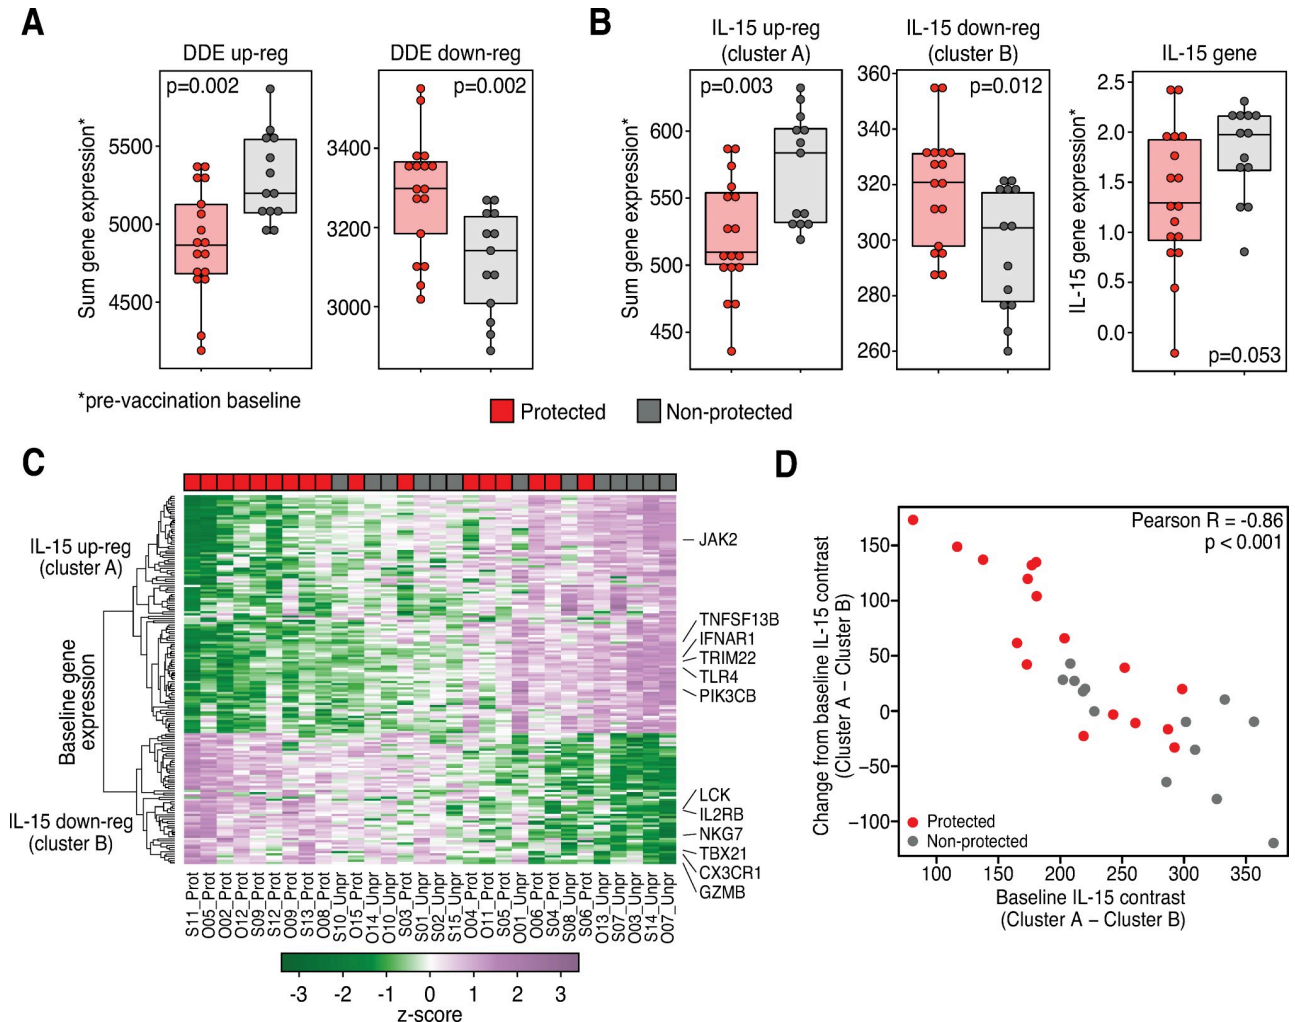 A
DDE up-reg
p=0.002
5500
5000
4500
Sum gene expression*
DDE down-reg
p=0.002
3400
3200
3000
*pre-vaccination baseline
B
IL-15 up-reg
(cluster A)
p=0.003
600
550
500
450
Sum gene expression*
IL-15 down-reg
(cluster B)
p=0.012
360
340
320
300
280
260
IL-15 gene
2.5
2.0
1.5
1.0
0.5
0.0
IL-15 gene expression*
p=0.053
Protected
Non-protected
C
IL-15 up-reg
(cluster A)
Baseline gene
expression
IL-15 down-reg
(cluster B)
JAK2
TNFSF13B
IFNAR1
TRIM22
TLR4
PIK3CB
LCK
IL2RB
NKG7
TBX21
CX3CR1
GZMB
S11_Prot
O05_Prot
O02_Prot
O12_Prot
S09_Prot
S12_Prot
O09_Prot
S13_Prot
O08_Prot
S10_Unpr
O15_Prot
O14_Unpr
O10_Unpr
S03_Prot
S01_Unpr
S02_Unpr
S15_Unpr
O04_Prot
O11_Prot
S05_Prot
O01_Unpr
O06_Prot
S04_Prot
S08_Unpr
S06_Prot
O13_Unpr
S07_Unpr
O03_Unpr
S14_Unpr
O07_Unpr
-3 -2 -1 0 1 2 3
z-score
D
Pearson R = -0.86
p < 0.001
150
100
50
0
−50
−100
Change from baseline IL-15 contrast
(Cluster A – Cluster B)
Protected
Non-protected
100 150 200 250 300 350
Baseline IL-15 contrast
(Cluster A – Cluster B)